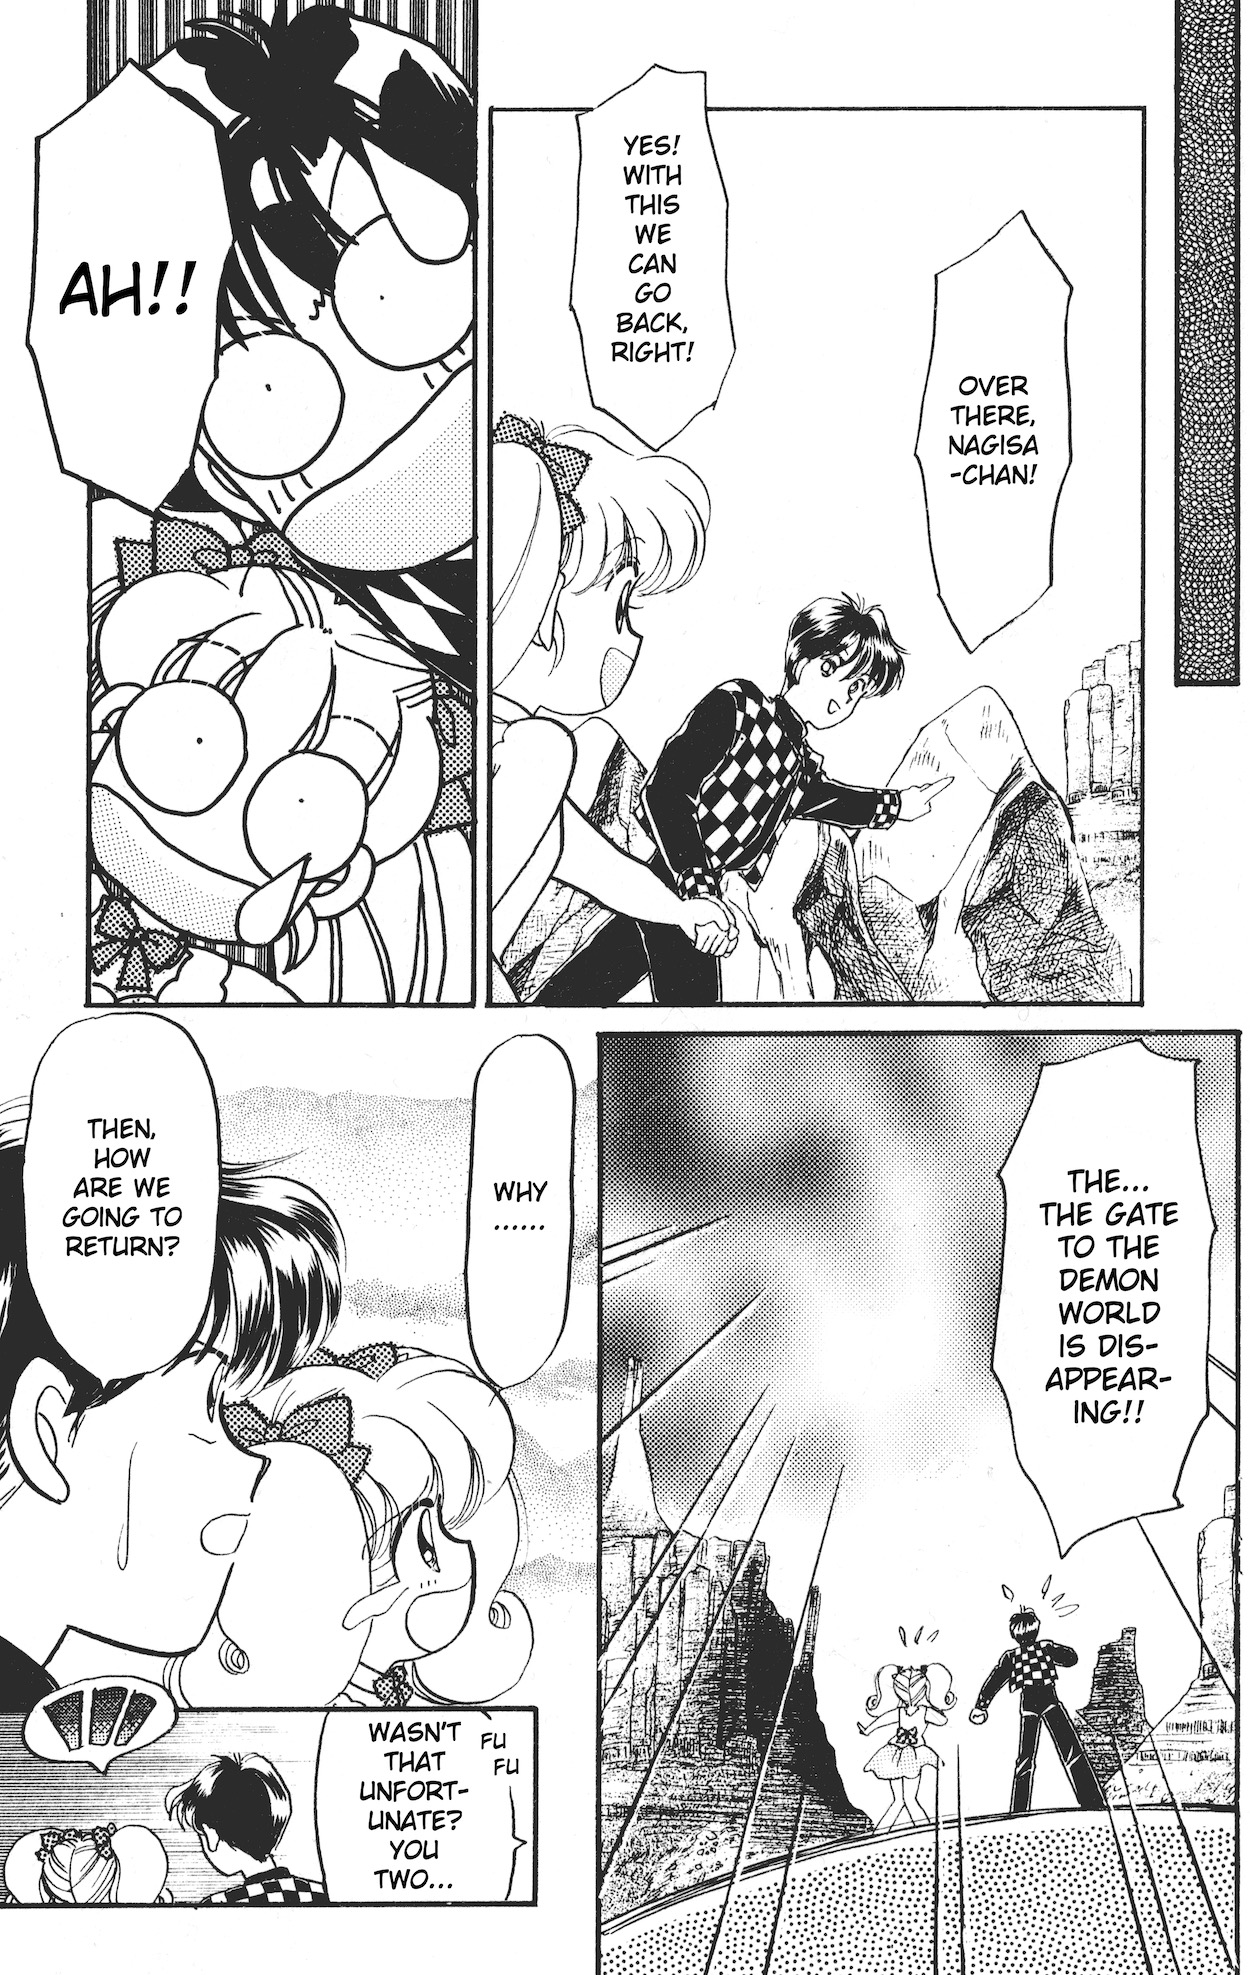 OVER
THERE,
NAGISA
-CHAN!
YES!
WITH
THIS
WE
CAN
GO
BACK,
RIGHT!
AH!!
THE...
THE GATE
TO THE
DEMON
WORLD
IS DIS-
APPEAR-
ING!!
WHY
......
THEN,
HOW
ARE WE
GOING TO
RETURN?
FU
FU
WASN'T
THAT
UNFORT-
UNATE?
YOU
TWO...